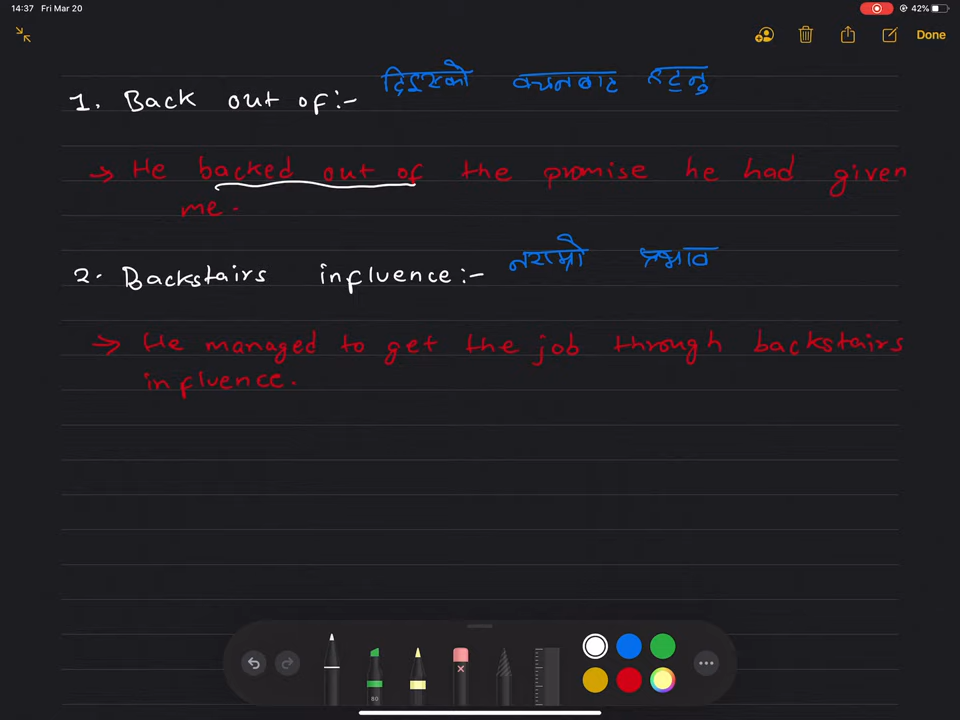 14:37 Fri Mar 20
42%
Done
दिइएको वचनबाट हट्नु
1. Back out of:-
→ He backed out of the promise he had given
me.
नराम्रो प्रभाव
2. Backstairs influence:-
→ He managed to get the job through backstairs
influence.
80